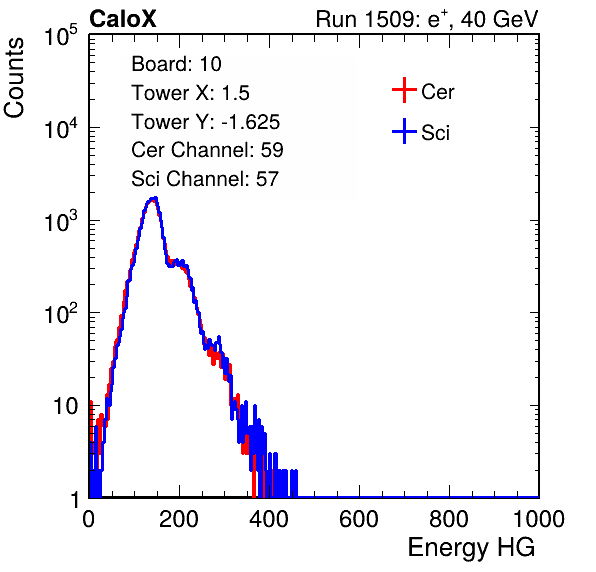 CaloX Run 1509: e⁺, 40 GeV
Board: 10
Tower X: 1.5
Tower Y: -1.625
Cer Channel: 59
Sci Channel: 57
Cer
Sci
Counts
10⁵
10⁴
10³
10²
10
1
0 200 400 600 800 1000
Energy HG